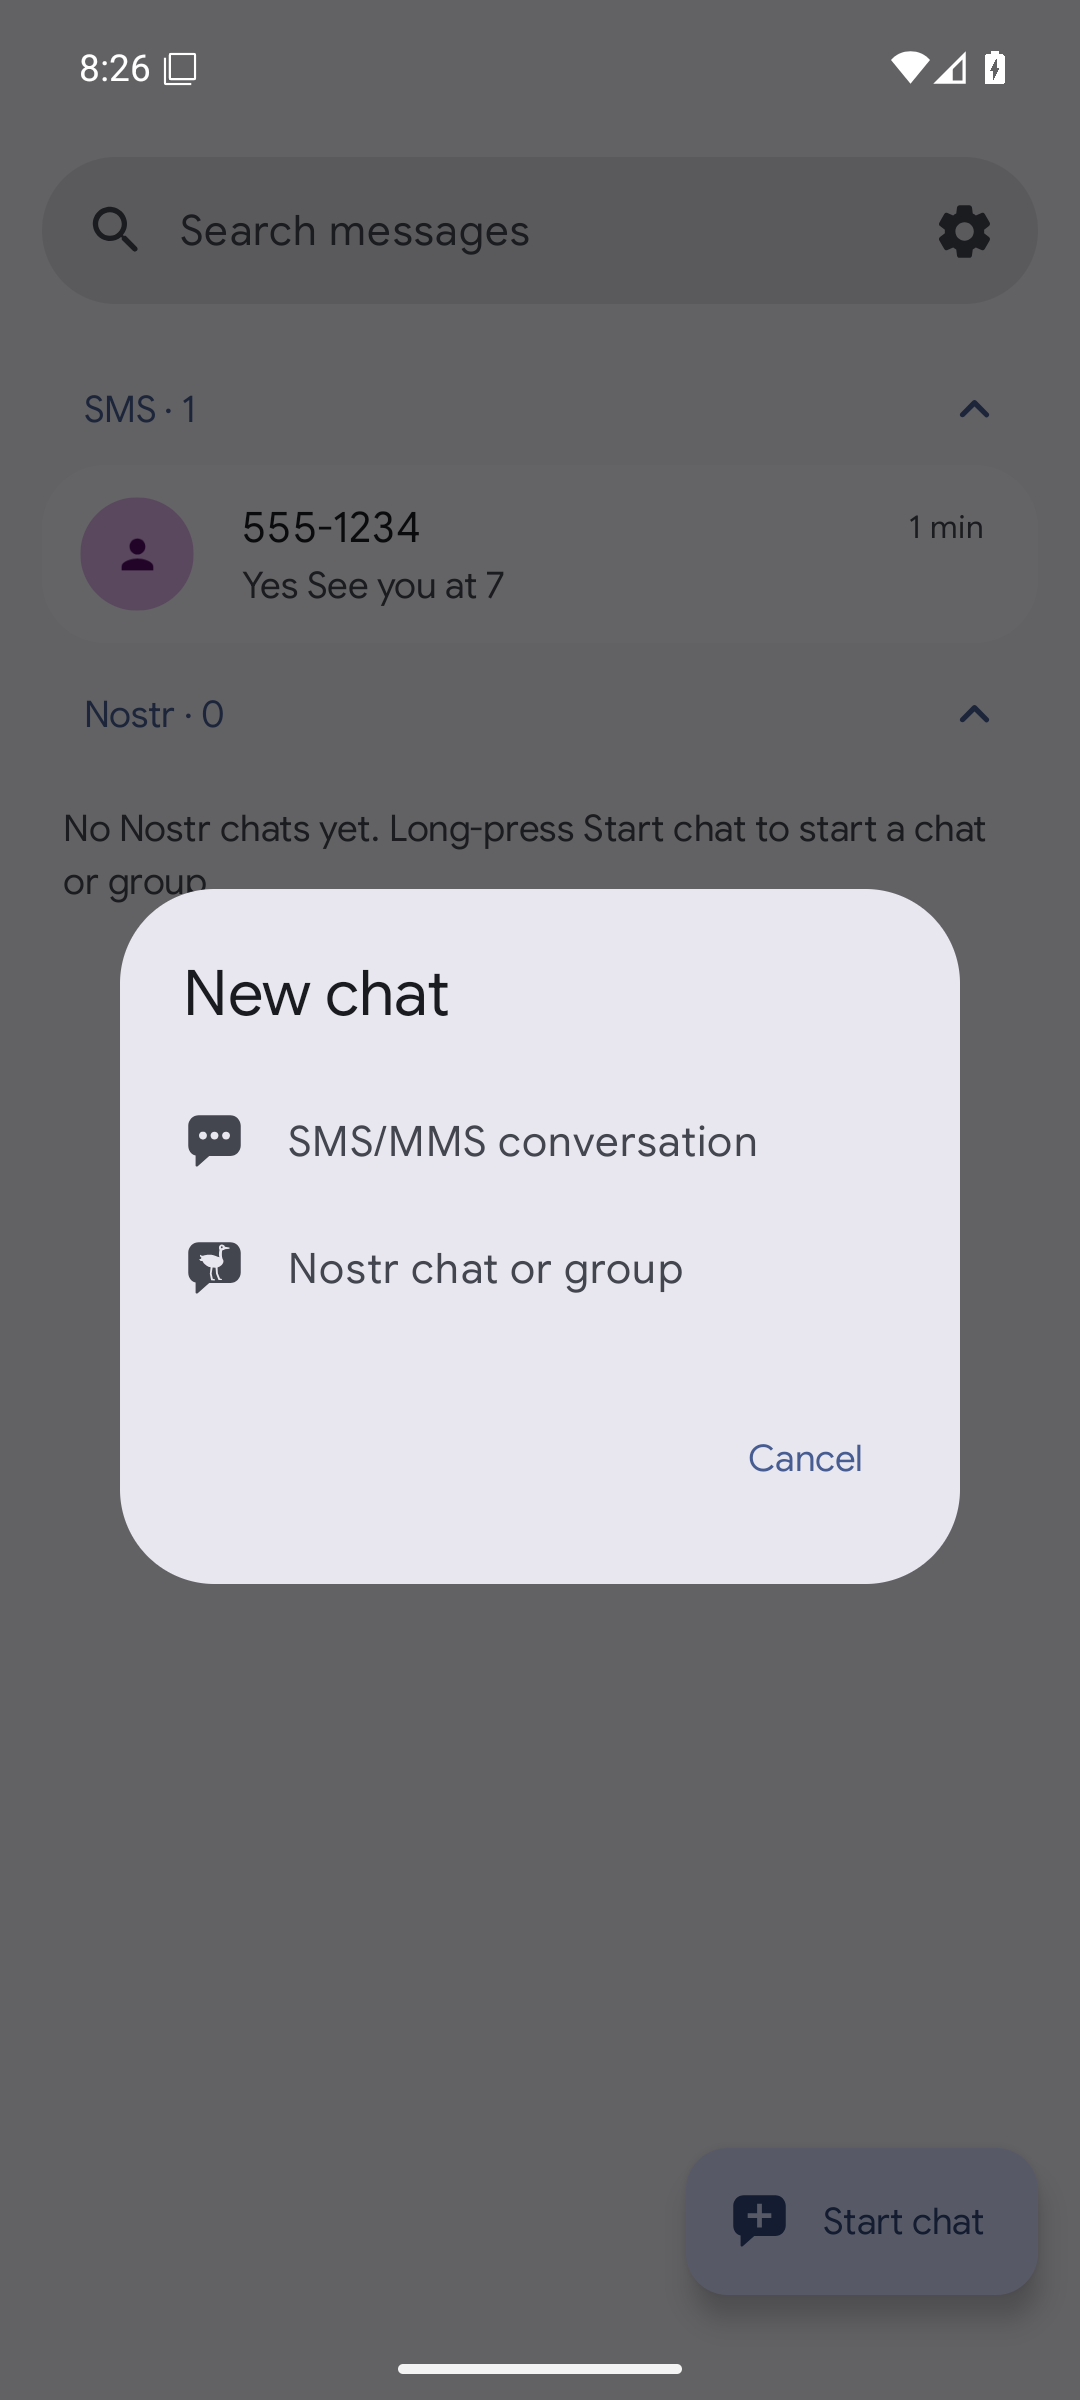 8:26
Search messages
SMS · 1
555-1234
1 min
Yes See you at 7
Nostr · 0
No Nostr chats yet. Long-press Start chat to start a chat
or group
New chat
SMS/MMS conversation
Nostr chat or group
Cancel
Start chat